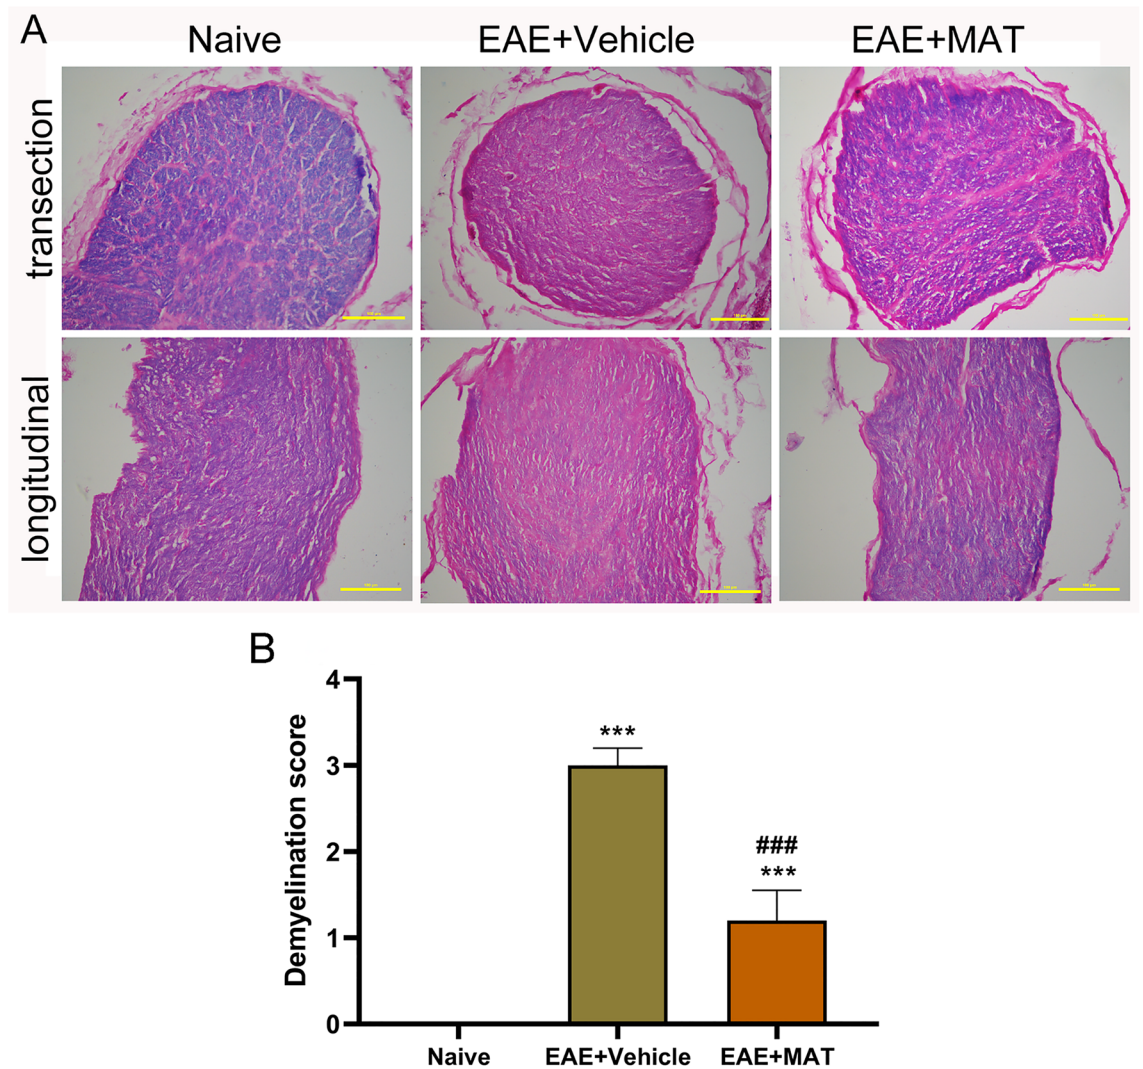 A
Naive
EAE+Vehicle
EAE+MAT
transection
longitudinal
B
Demyelination score
4
***
3
###
2
***
1
0
Naive
EAE+Vehicle
EAE+MAT